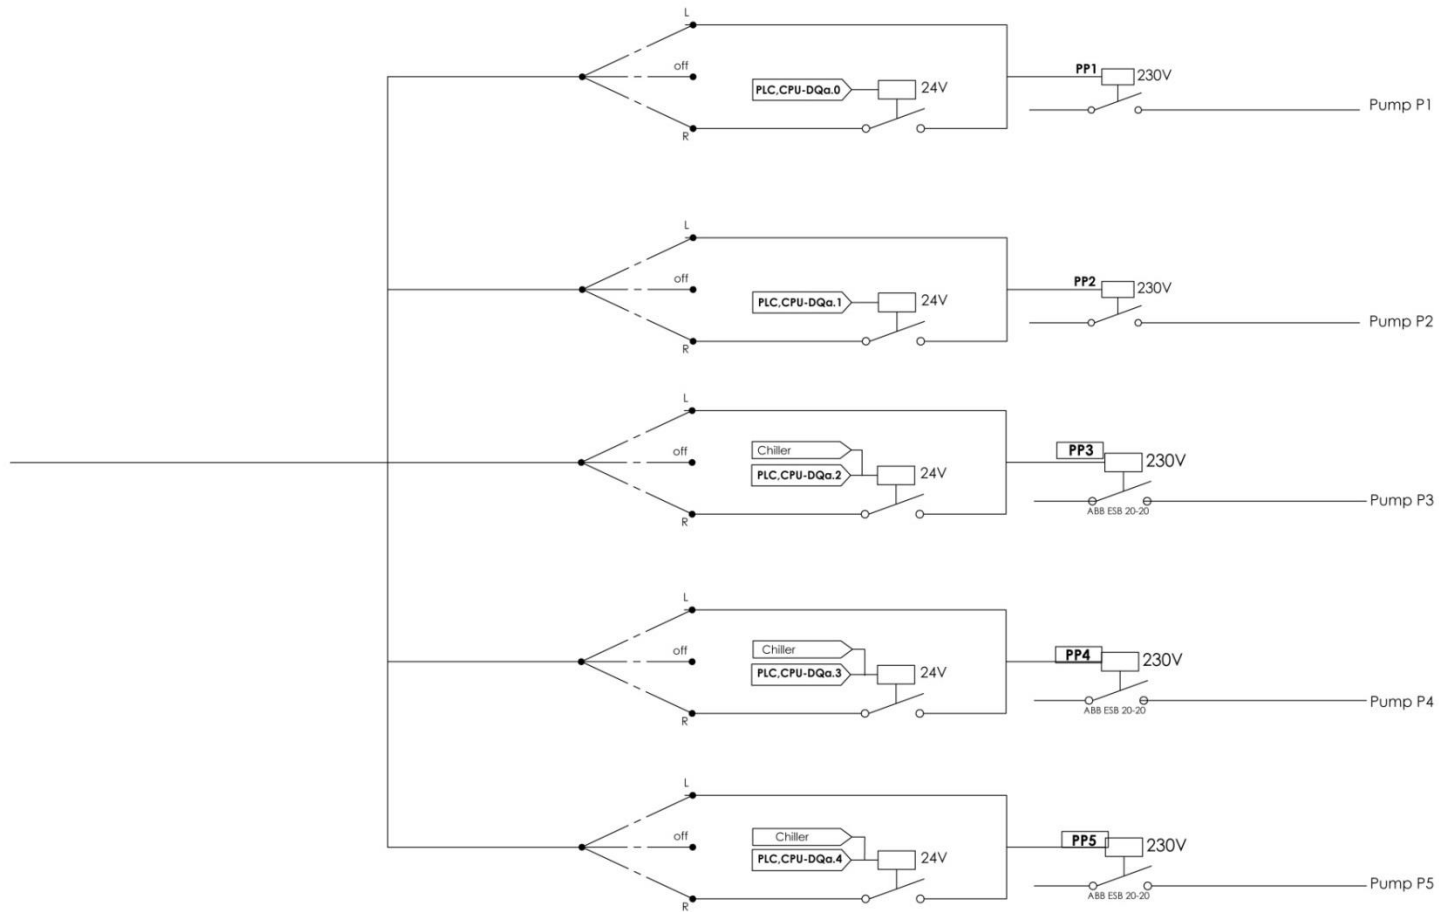 L
off
PLC,CPU-DQa.0
24V
R
PP1
230V
Pump P1
L
off
PLC,CPU-DQa.1
24V
R
PP2
230V
Pump P2
L
off
Chiller
PLC,CPU-DQa.2
24V
R
PP3
230V
ABB ESB 20-20
Pump P3
L
off
Chiller
PLC,CPU-DQa.3
24V
R
PP4
230V
ABB ESB 20-20
Pump P4
L
off
Chiller
PLC,CPU-DQa.4
24V
R
PP5
230V
ABB ESB 20-20
Pump P5